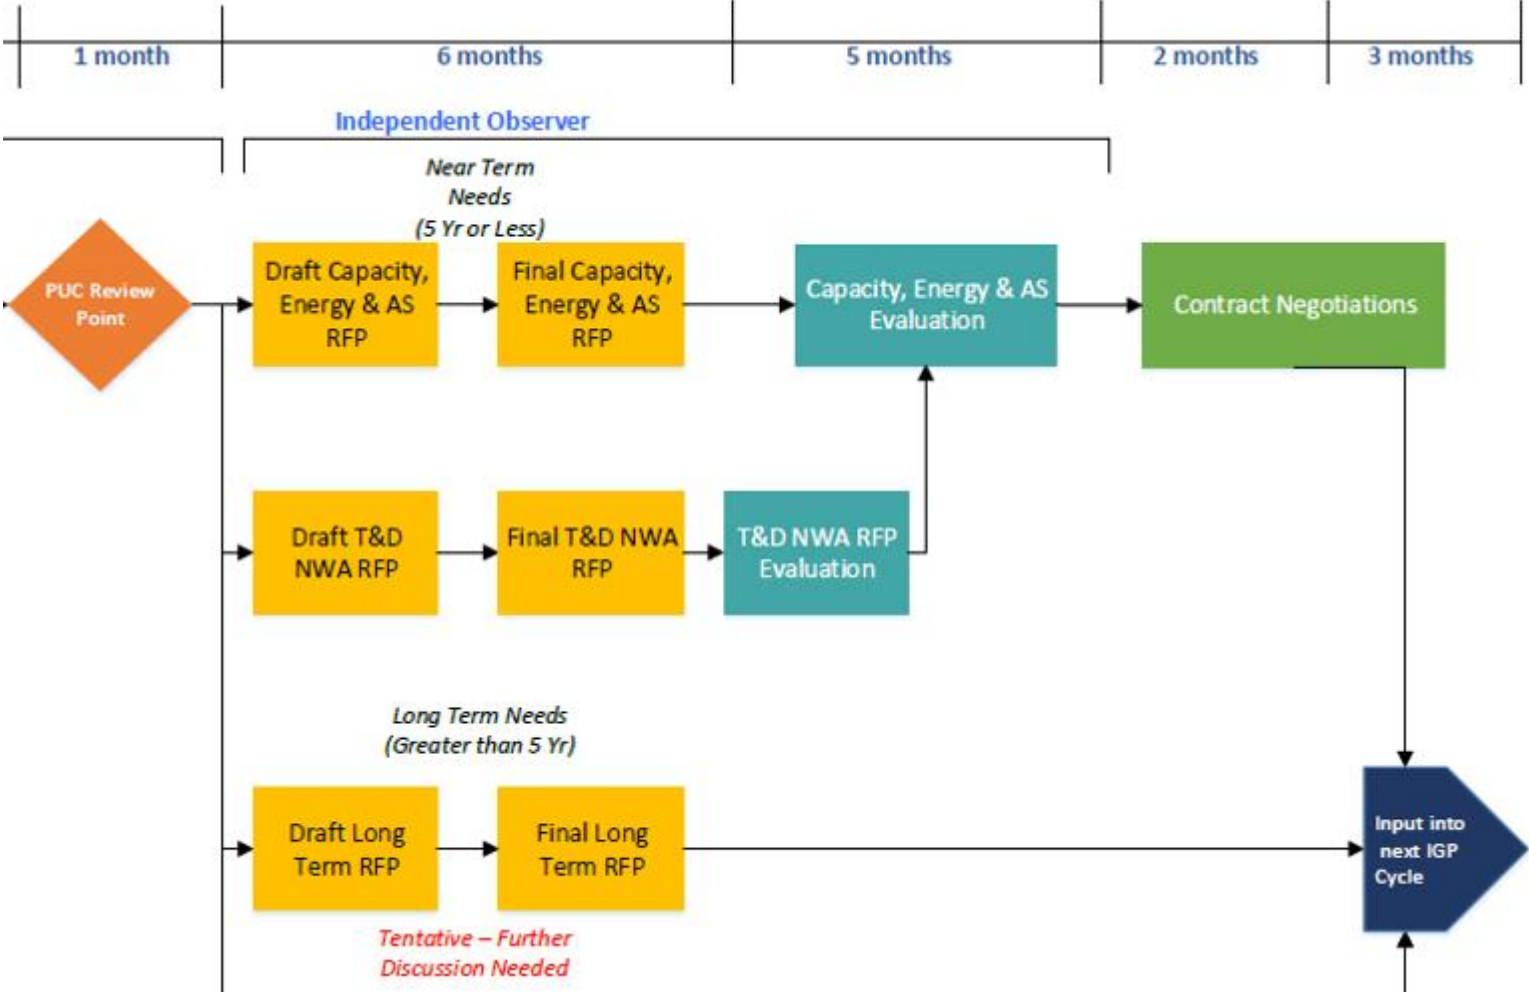 1 month
6 months
5 months
2 months
3 months
Independent Observer
Near Term
Needs
(5 Yr or Less)
PUC Review
Point
Draft Capacity,
Energy & AS
RFP
Final Capacity,
Energy & AS
RFP
Capacity, Energy & AS
Evaluation
Contract Negotiations
Draft T&D
NWA RFP
Final T&D NWA
RFP
T&D NWA RFP
Evaluation
Long Term Needs
(Greater than 5 Yr)
Draft Long
Term RFP
Final Long
Term RFP
Input into
next IGP
Cycle
Tentative – Further
Discussion Needed